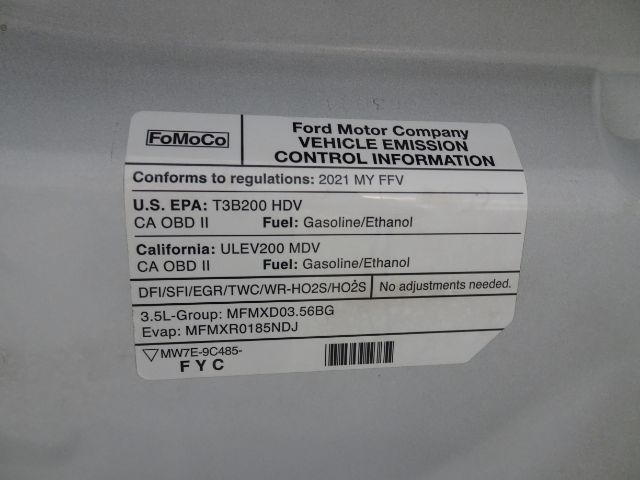 FoMoCo
Ford Motor Company
VEHICLE EMISSION
CONTROL INFORMATION
Conforms to regulations: 2021 MY FFV
U.S. EPA: T3B200 HDV
CA OBD II Fuel: Gasoline/Ethanol
California: ULEV200 MDV
CA OBD II Fuel: Gasoline/Ethanol
DFI/SFI/EGR/TWC/WR-HO2S/HO2S No adjustments needed.
3.5L-Group: MFMXD03.56BG
Evap: MFMXR0185NDJ
MW7E-9C485-
FYC